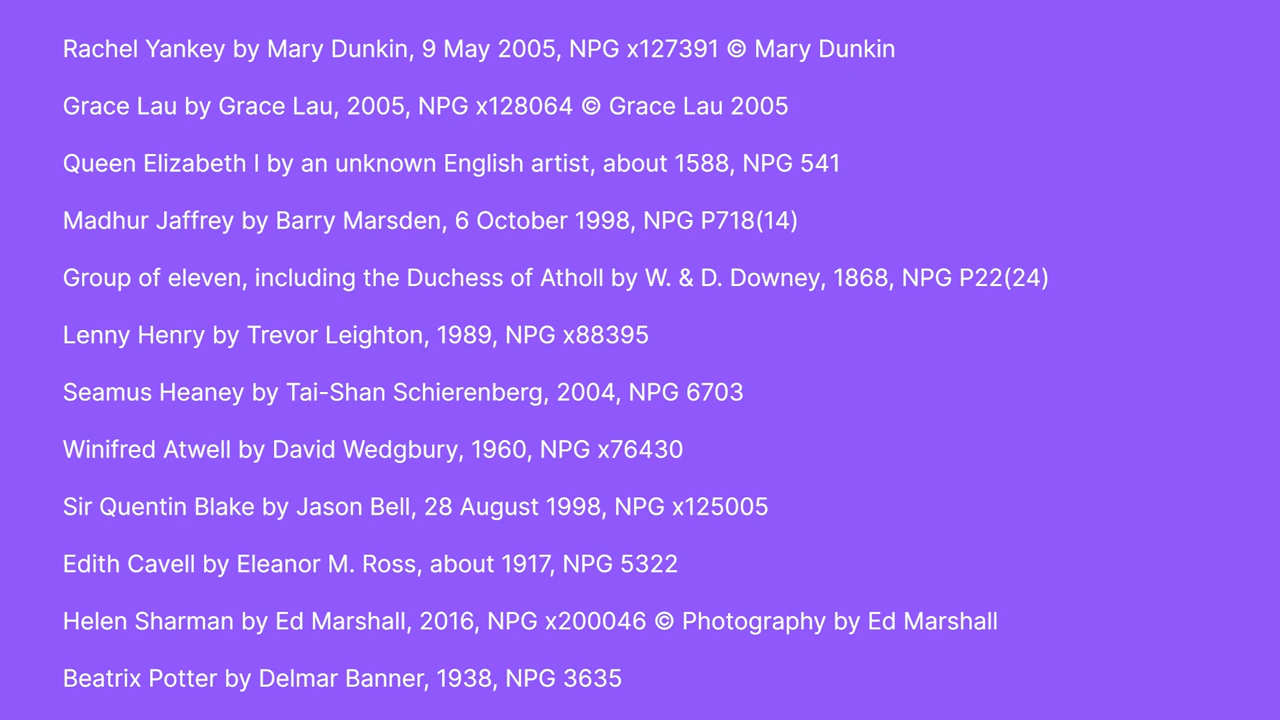 Rachel Yankey by Mary Dunkin, 9 May 2005, NPG x127391 © Mary Dunkin
Grace Lau by Grace Lau, 2005, NPG x128064 © Grace Lau 2005
Queen Elizabeth I by an unknown English artist, about 1588, NPG 541
Madhur Jaffrey by Barry Marsden, 6 October 1998, NPG P718(14)
Group of eleven, including the Duchess of Atholl by W. & D. Downey, 1868, NPG P22(24)
Lenny Henry by Trevor Leighton, 1989, NPG x88395
Seamus Heaney by Tai-Shan Schierenberg, 2004, NPG 6703
Winifred Atwell by David Wedgbury, 1960, NPG x76430
Sir Quentin Blake by Jason Bell, 28 August 1998, NPG x125005
Edith Cavell by Eleanor M. Ross, about 1917, NPG 5322
Helen Sharman by Ed Marshall, 2016, NPG x200046 © Photography by Ed Marshall
Beatrix Potter by Delmar Banner, 1938, NPG 3635